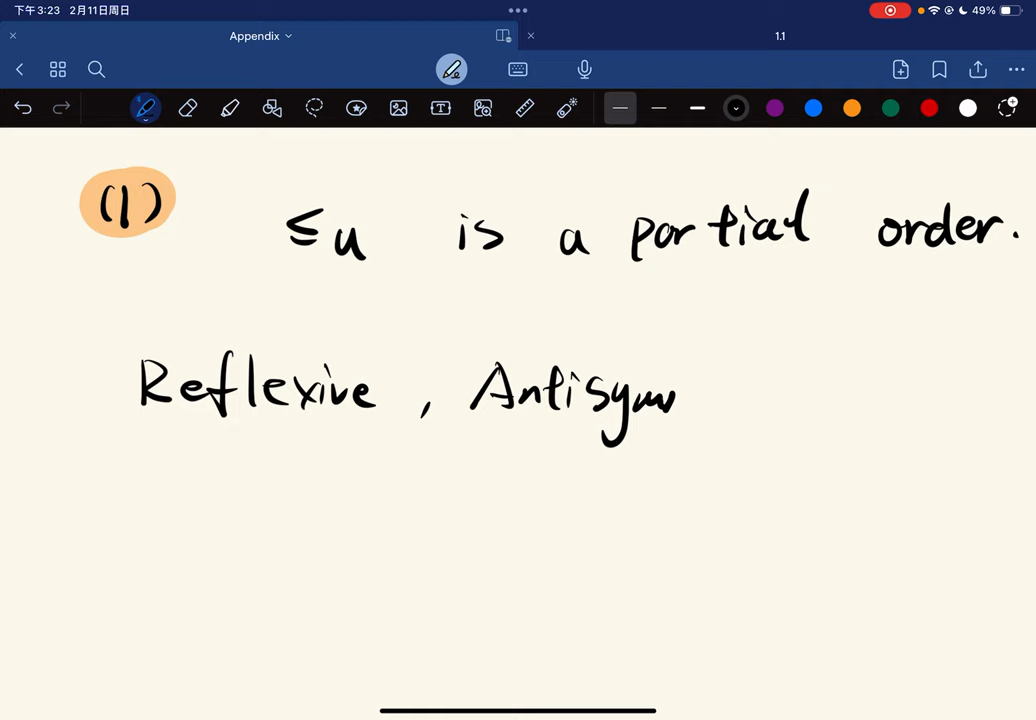 下午3:23 2月11日周日
49%
Appendix
1.1
(1) ≤u is a partial order.
Reflexive , Antisym